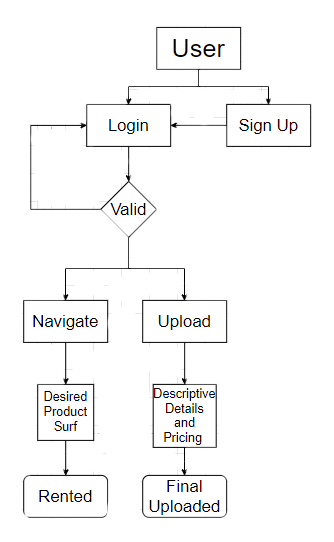 User
Login
Sign Up
Valid
Navigate
Upload
Desired
Product
Surf
Descriptive
Details
and
Pricing
Rented
Final
Uploaded